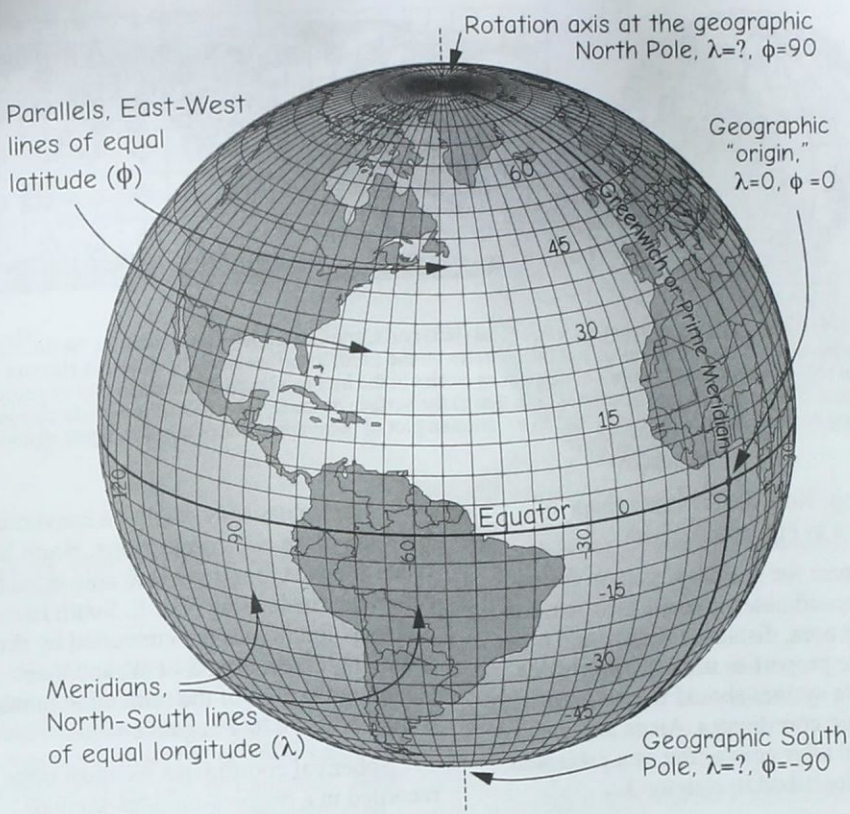 Rotation axis at the geographic
North Pole, λ=?, ϕ=90
Parallels, East-West
lines of equal
latitude (ϕ)
Geographic
"origin,"
λ=0, ϕ =0
60
45
30
15
Greenwich or Prime Meridian
Equator
0
0
-90
-60
-30
-15
-30
-45
Meridians,
North-South lines
of equal longitude (λ)
Geographic South
Pole, λ=?, ϕ=-90